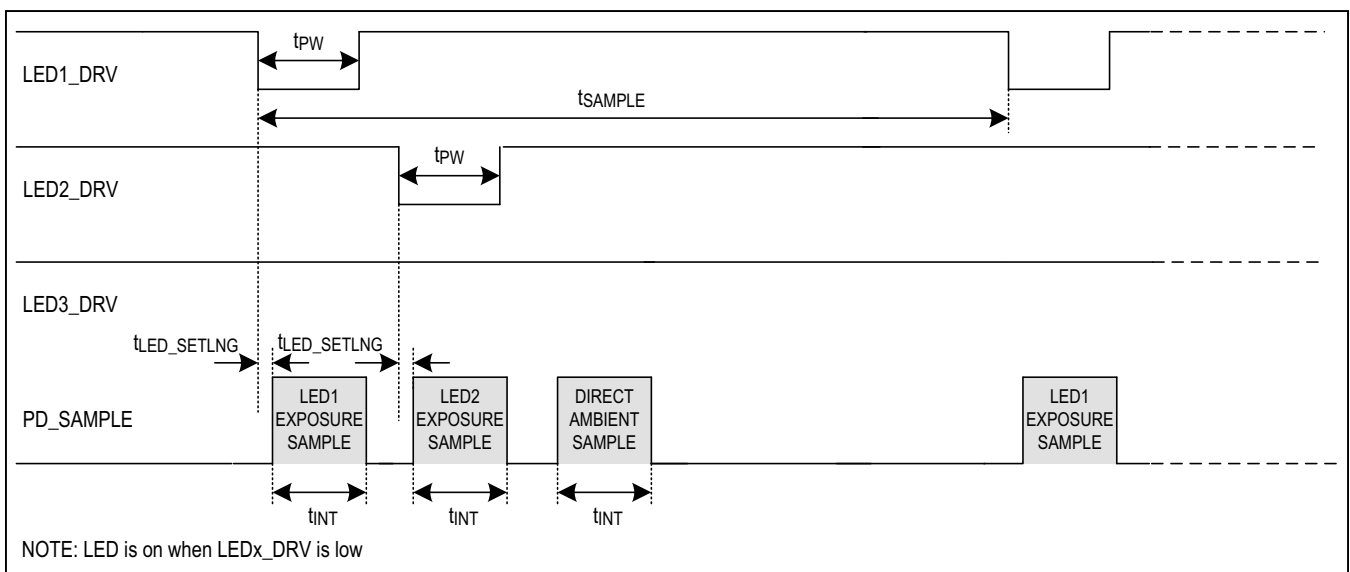 tPW
LED1_DRV
tSAMPLE
tPW
LED2_DRV
LED3_DRV
tLED_SETLNG
tLED_SETLNG
PD_SAMPLE
LED1
EXPOSURE
SAMPLE
LED2
EXPOSURE
SAMPLE
DIRECT
AMBIENT
SAMPLE
LED1
EXPOSURE
SAMPLE
tINT
tINT
tINT
NOTE: LED is on when LEDx_DRV is low